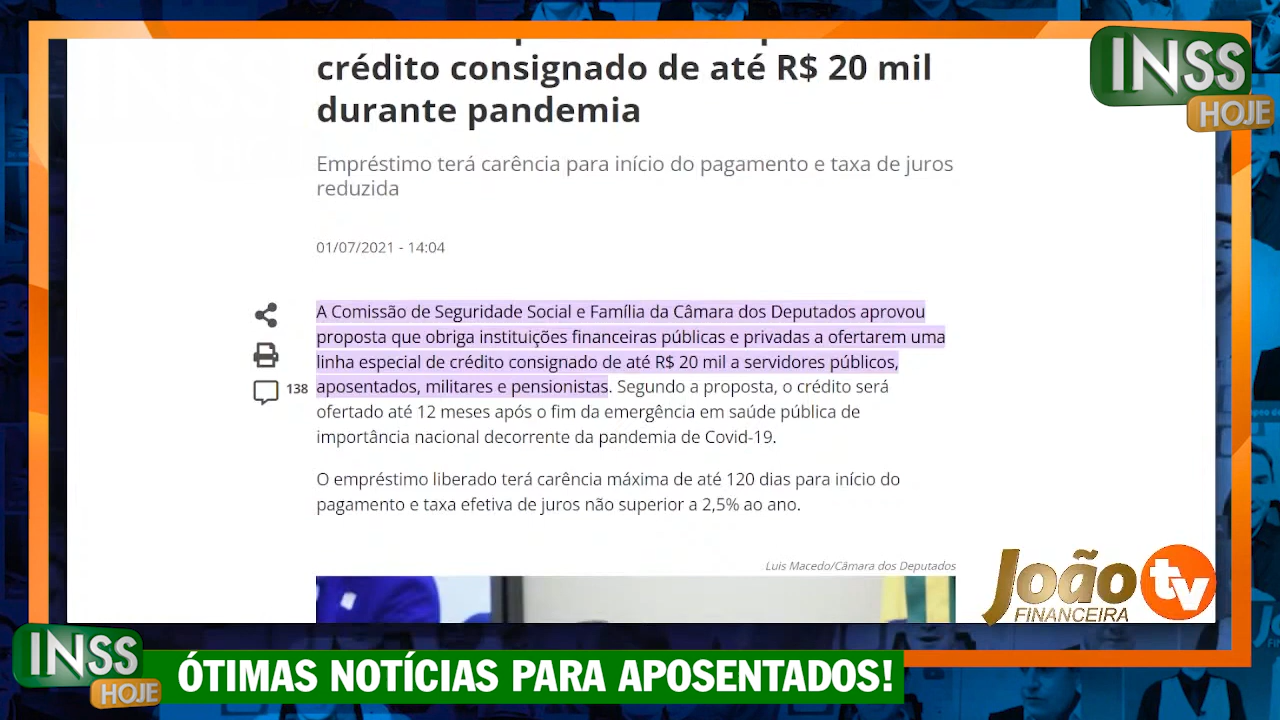 INSS
HOJE
crédito consignado de até R$ 20 mil
durante pandemia
Empréstimo terá carência para início do pagamento e taxa de juros
reduzida
01/07/2021 - 14:04
A Comissão de Seguridade Social e Família da Câmara dos Deputados aprovou
proposta que obriga instituições financeiras públicas e privadas a ofertarem uma
linha especial de crédito consignado de até R$ 20 mil a servidores públicos,
138
aposentados, militares e pensionistas. Segundo a proposta, o crédito será
ofertado até 12 meses após o fim da emergência em saúde pública de
importância nacional decorrente da pandemia de Covid-19.
O empréstimo liberado terá carência máxima de até 120 dias para início do
pagamento e taxa efetiva de juros não superior a 2,5% ao ano.
Luis Macedo/Câmara dos Deputados
João tv
FINANCEIRA
INSS
HOJE
ÓTIMAS NOTÍCIAS PARA APOSENTADOS!